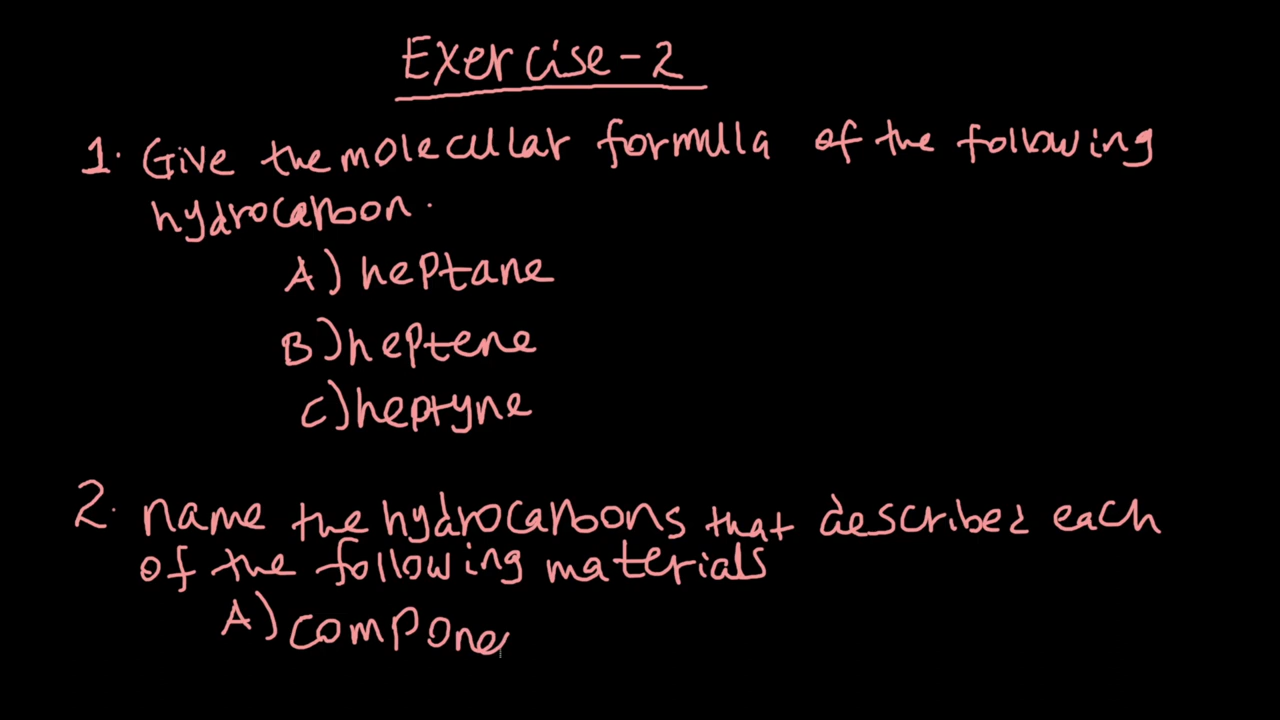 Exercise-2
1. Give the molecular formula of the following
hydrocarbon.
A) heptane
B) heptene
C) heptyne
2. name the hydrocarbons that described each
of the following materials
A) compone